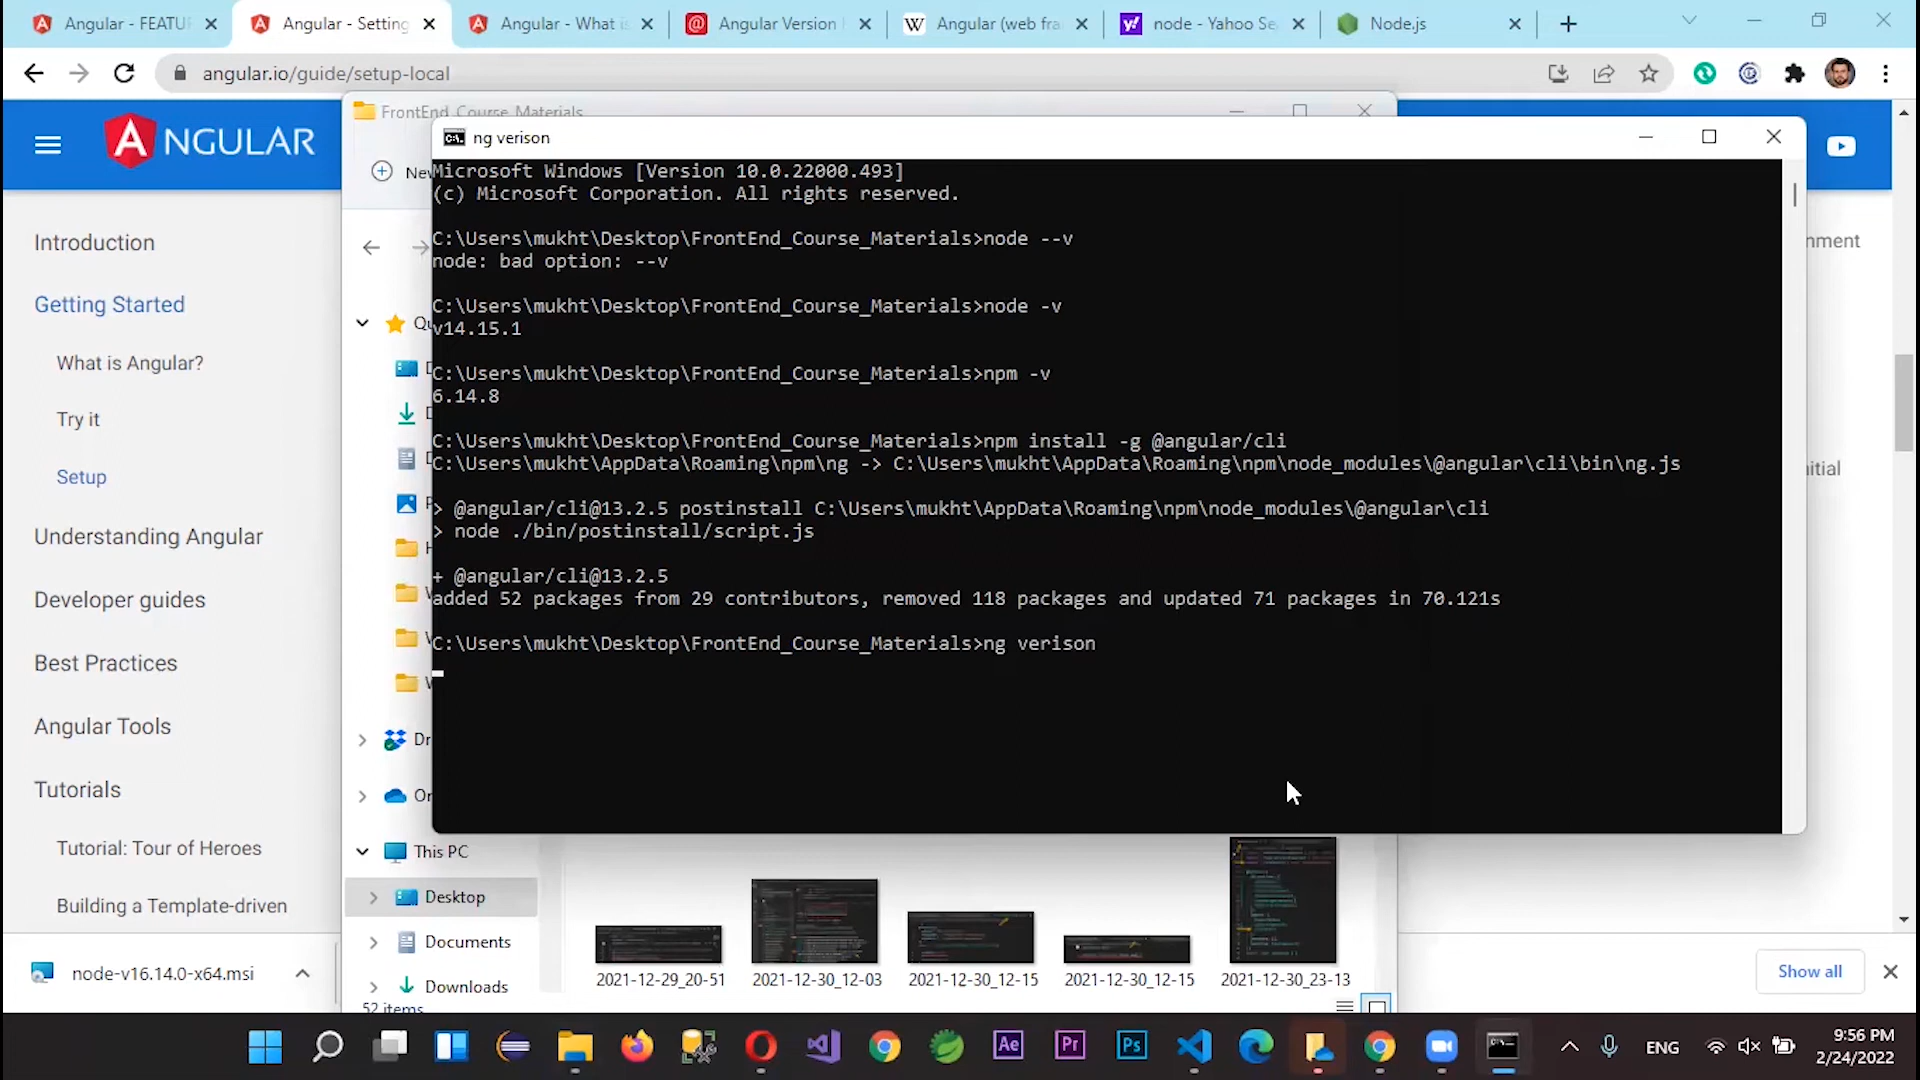 Angular - FEATU
Angular - Setting
Angular - What is
Angular Version
Angular (web fra
node - Yahoo Se
Node.js
angular.io/guide/setup-local
NGULAR
FrontEnd_Course_Materials
ng verison
Introduction
Getting Started
What is Angular?
Try it
Setup
Understanding Angular
Developer guides
Best Practices
Angular Tools
Tutorials
Tutorial: Tour of Heroes
Building a Template-driven
Microsoft Windows [Version 10.0.22000.493]
(c) Microsoft Corporation. All rights reserved.
C:\Users\mukht\Desktop\FrontEnd_Course_Materials>node --v
node: bad option: --v
C:\Users\mukht\Desktop\FrontEnd_Course_Materials>node -v
v14.15.1
C:\Users\mukht\Desktop\FrontEnd_Course_Materials>npm -v
6.14.8
C:\Users\mukht\Desktop\FrontEnd_Course_Materials>npm install -g @angular/cli
C:\Users\mukht\AppData\Roaming\npm\ng -> C:\Users\mukht\AppData\Roaming\npm\node_modules\@angular\cli\bin\ng.js
> @angular/cli@13.2.5 postinstall C:\Users\mukht\AppData\Roaming\npm\node_modules\@angular\cli
> node ./bin/postinstall/script.js
+ @angular/cli@13.2.5
added 52 packages from 29 contributors, removed 118 packages and updated 71 packages in 70.121s
C:\Users\mukht\Desktop\FrontEnd_Course_Materials>ng verison
nment
itial
This PC
Desktop
Documents
Downloads
52 items
2021-12-29_20-51
2021-12-30_12-03
2021-12-30_12-15
2021-12-30_12-15
2021-12-30_23-13
node-v16.14.0-x64.msi
Show all
Ae
Pr
Ps
ENG
9:56 PM
2/24/2022